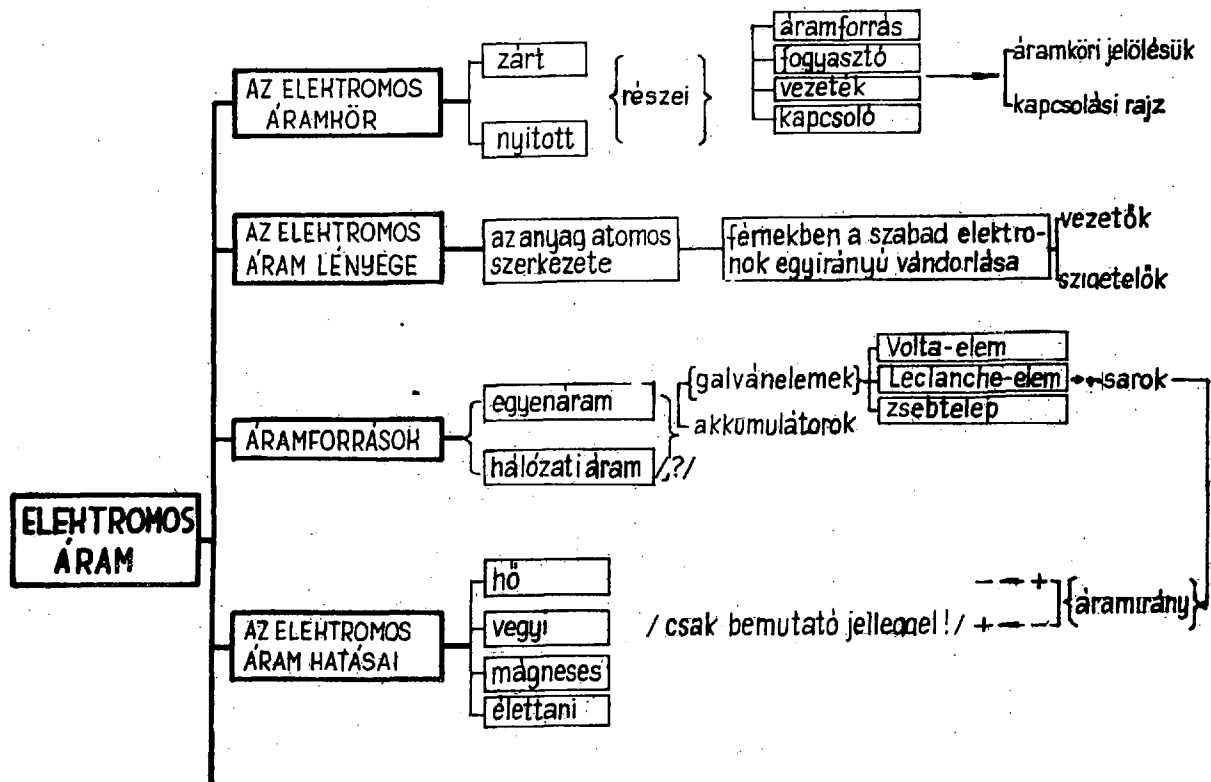 AZ ELEKTROMOS
ÁRAMKÖR
zárt
nyitott
részei
áramforrás
fogyasztó
vezeték
kapcsoló
áramköri jelölésük
kapcsolási rajz
AZ ELEKTROMOS
ÁRAM LÉNYEGE
az anyag atomos
szerkezete
fémekben a szabad elektro-
nok egyirányú vándorlása
vezetők
szigetelők
ÁRAMFORRÁSOK
egyenáram
hálózati áram /?/
galvánelemek
akkumulátorok
Volta-elem
Leclanche-elem
zsebtelep
sarok
ELEKTROMOS
ÁRAM
AZ ELEKTROMOS
ÁRAM HATÁSAI
hő
vegyi
mágneses
élettani
/ csak bemutató jelleggel! /
− +
+ −
áramirány